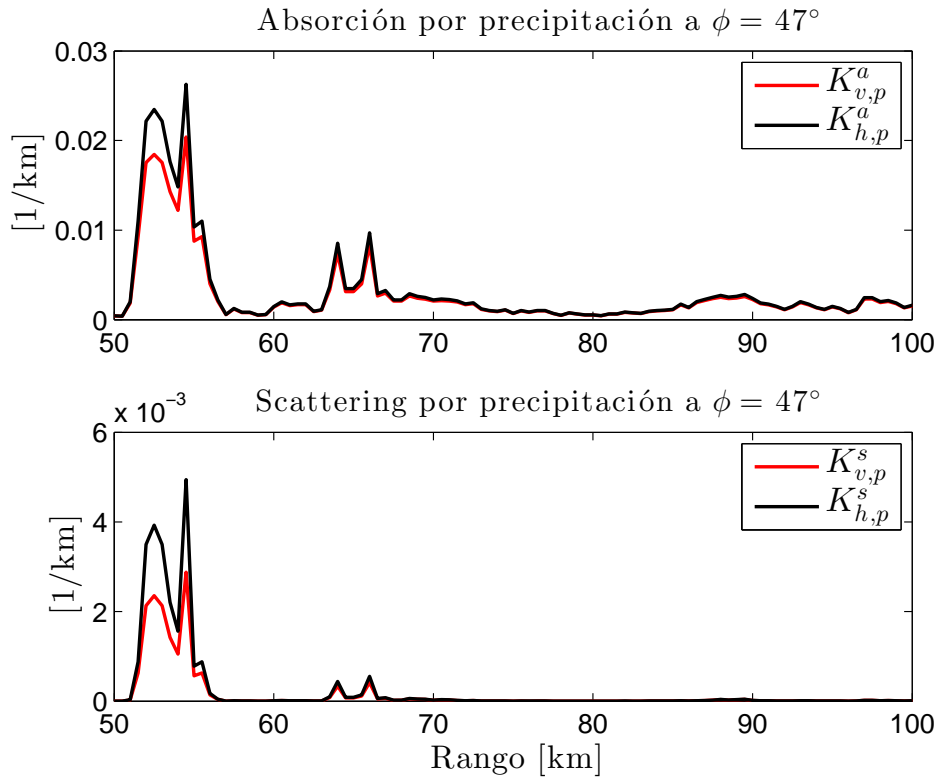 Absorción por precipitación a ϕ = 47°
0.03
0.02
0.01
0
[1/km]
K^a_{v,p}
K^a_{h,p}
50 60 70 80 90 100
Scattering por precipitación a ϕ = 47°
x 10^{-3}
6
4
2
0
[1/km]
K^s_{v,p}
K^s_{h,p}
50 60 70 80 90 100
Rango [km]